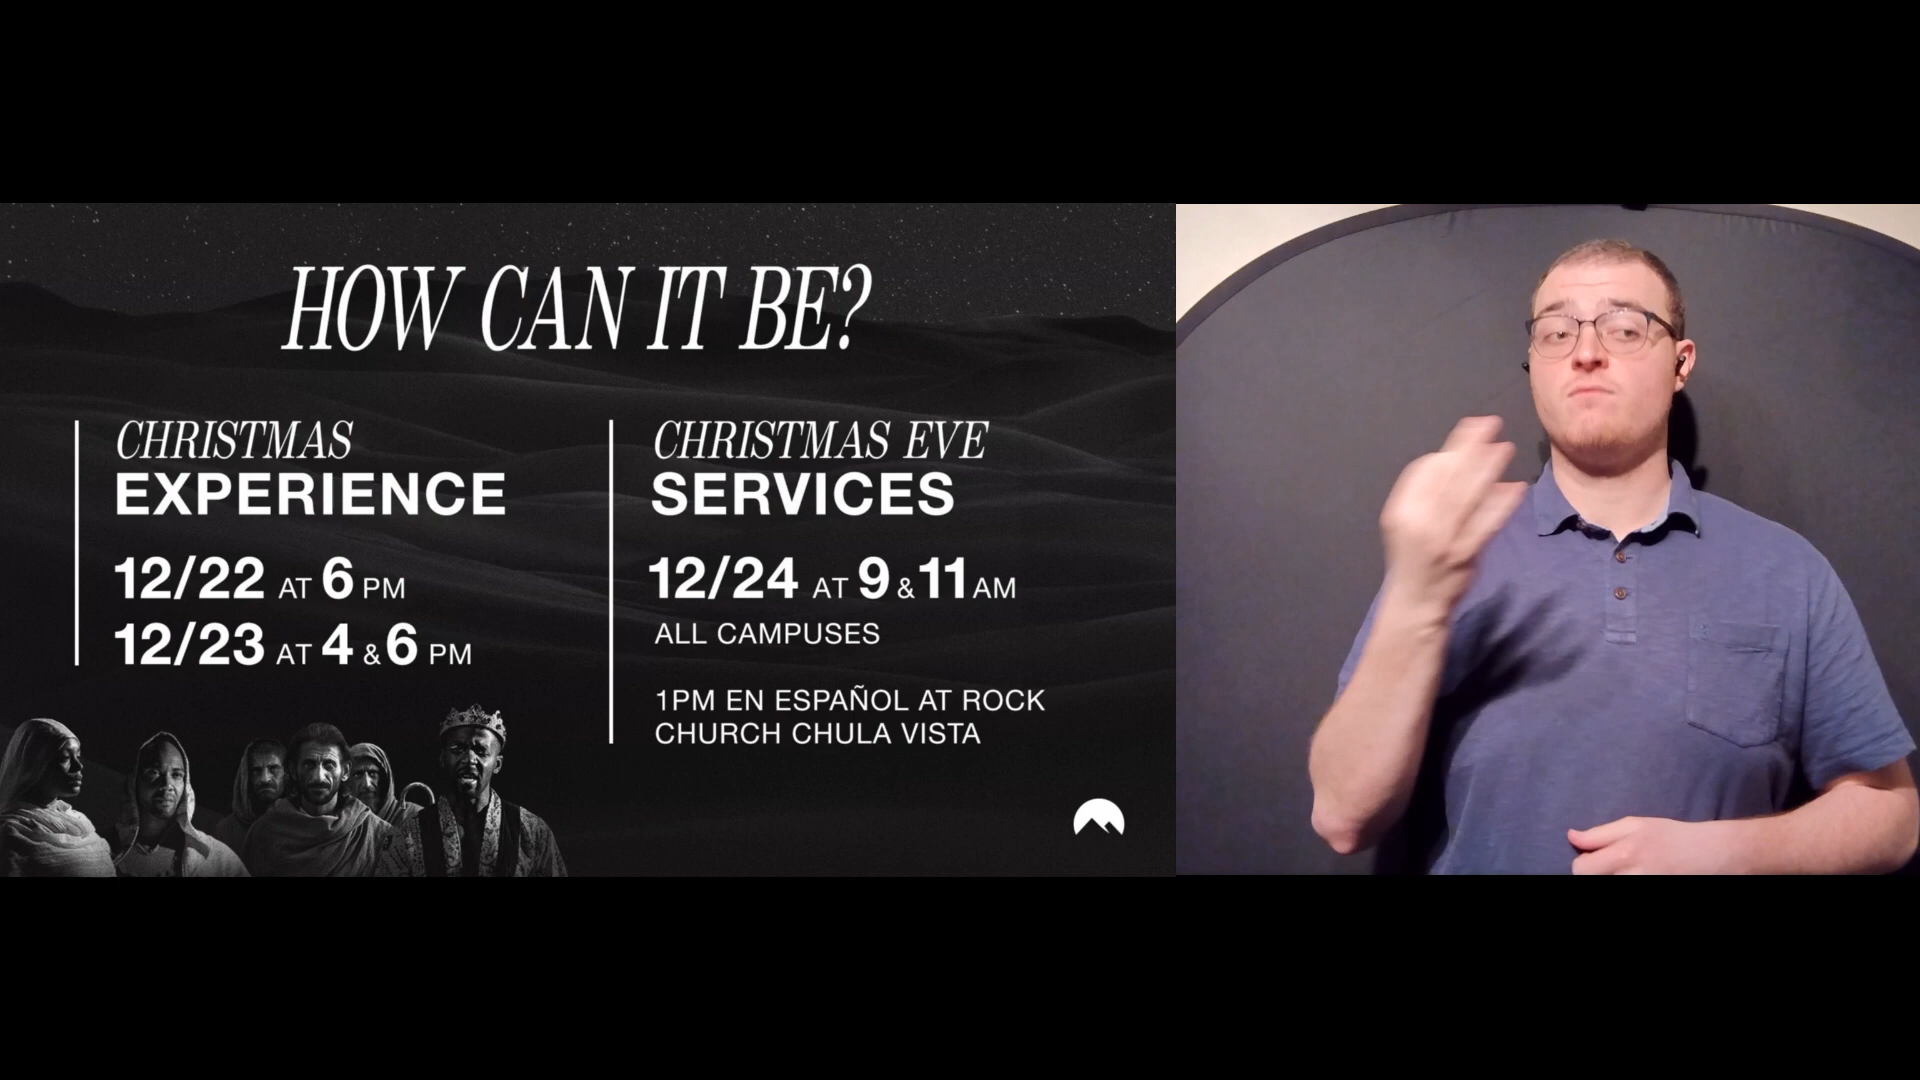 HOW CAN IT BE?
CHRISTMAS
EXPERIENCE
12/22 AT 6 PM
12/23 AT 4 & 6 PM
CHRISTMAS EVE
SERVICES
12/24 AT 9 & 11 AM
ALL CAMPUSES
1PM EN ESPAÑOL AT ROCK
CHURCH CHULA VISTA